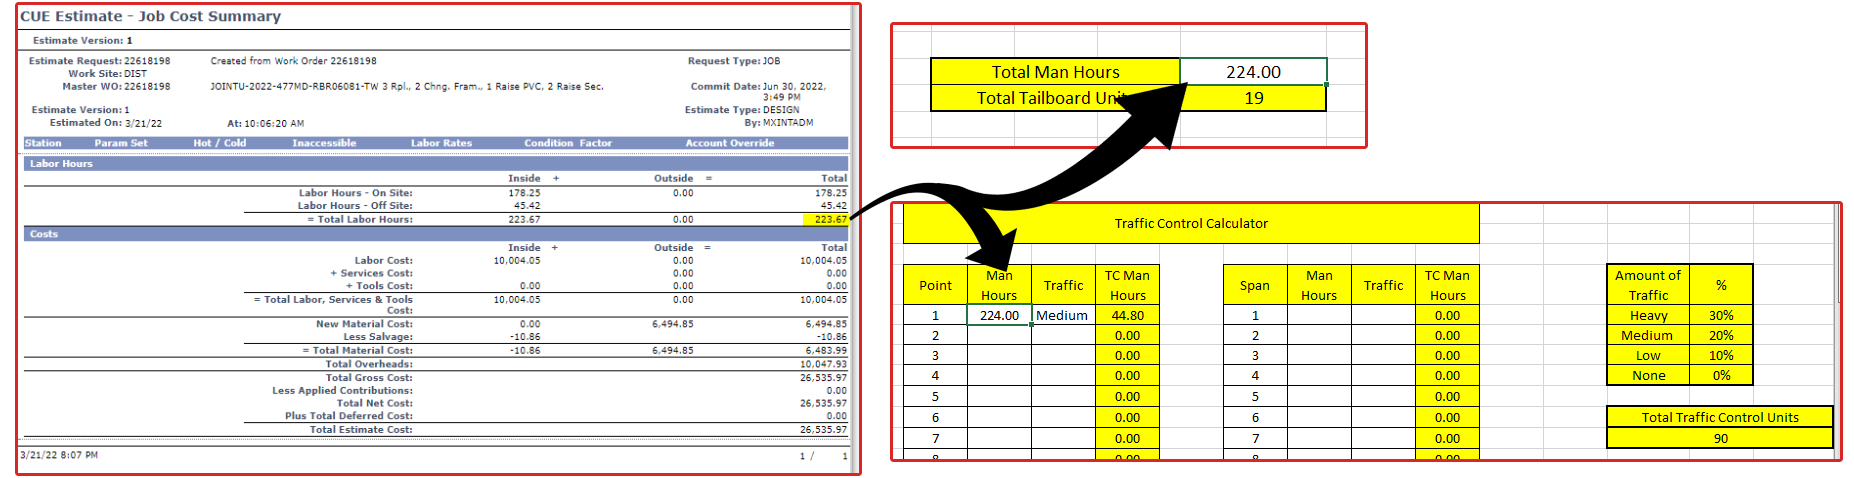 CUE Estimate - Job Cost Summary
Estimate Version: 1
Estimate Request: 22618198 Created from Work Order 22618198 Request Type: JOB
Work Site: DIST
Master WO: 22618198 JOINTU-2022-477MD-RBR06081-TW 3 Rpl., 2 Chng. Fram., 1 Raise PVC, 2 Raise Sec. Commit Date: Jun 30, 2022,
3:49 PM
Estimate Version: 1 Estimate Type: DESIGN
Estimated On: 3/21/22 At: 10:06:20 AM By: MXINTADM
Station Param Set Hot / Cold Inaccessible Labor Rates Condition Factor Account Override
Labor Hours
Inside + Outside = Total
Labor Hours - On Site: 178.25 0.00 178.25
Labor Hours - Off Site: 45.42 45.42
= Total Labor Hours: 223.67 0.00 223.67
Costs
Inside + Outside = Total
Labor Cost: 10,004.05 0.00 10,004.05
+ Services Cost: 0.00 0.00
+ Tools Cost: 0.00 0.00 0.00
= Total Labor, Services & Tools 10,004.05 0.00 10,004.05
Cost:
New Material Cost: 0.00 6,494.85 6,494.85
Less Salvage: -10.86 -10.86
= Total Material Cost: -10.86 6,494.85 6,483.99
Total Overheads: 10,047.93
Total Gross Cost: 26,535.97
Less Applied Contributions: 0.00
Total Net Cost: 26,535.97
Plus Total Deferred Cost: 0.00
Total Estimate Cost: 26,535.97
3/21/22 8:07 PM 1 / 1
Total Man Hours 224.00
Total Tailboard 19
Traffic Control Calculator
Point Man Hours Traffic TC Man Hours
1 224.00 Medium 44.80
2 0.00
3 0.00
4 0.00
5 0.00
6 0.00
7 0.00
Span Man Hours Traffic TC Man Hours
1 0.00
2 0.00
3 0.00
4 0.00
5 0.00
6 0.00
7 0.00
Amount of Traffic %
Heavy 30%
Medium 20%
Low 10%
None 0%
Total Traffic Control Units
90